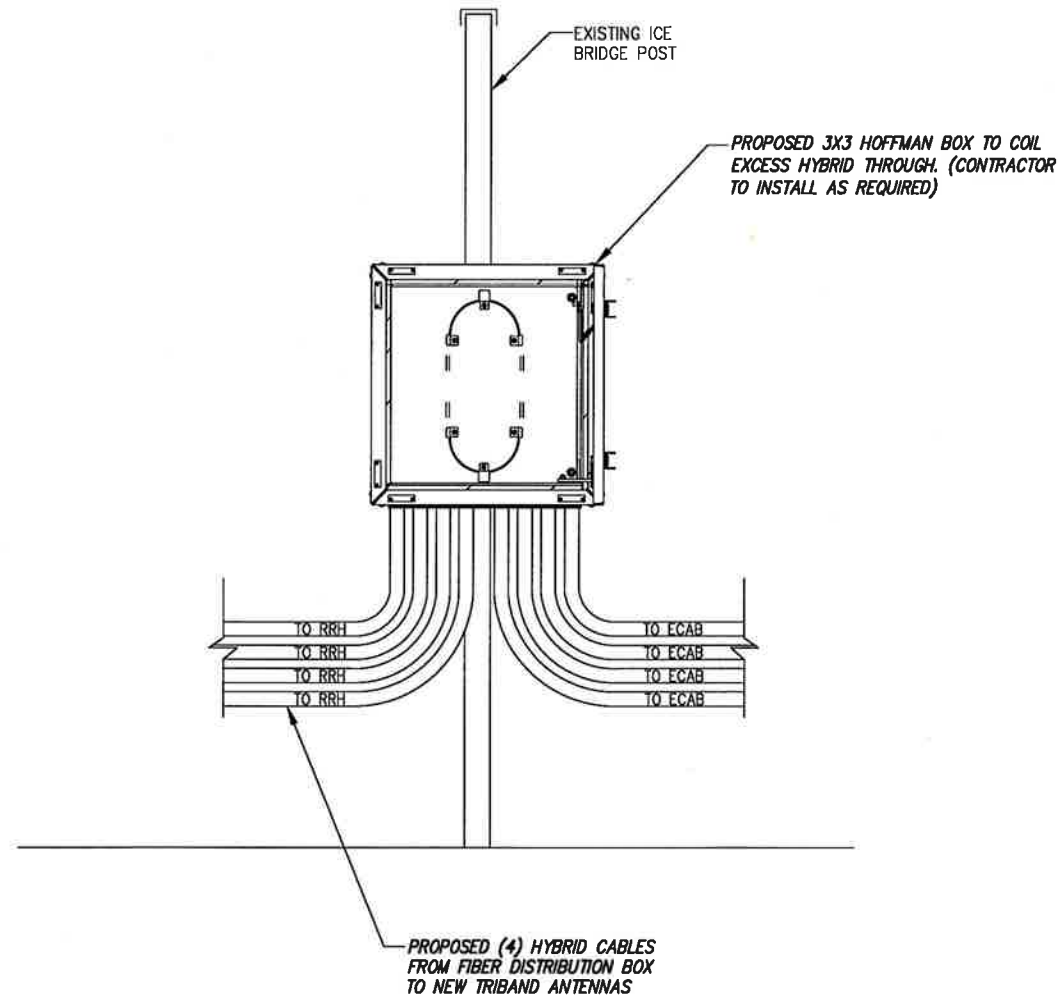 EXISTING ICE
BRIDGE POST
PROPOSED 3X3 HOFFMAN BOX TO COIL
EXCESS HYBRID THROUGH. (CONTRACTOR
TO INSTALL AS REQUIRED)
TO RRH
TO ECAB
TO RRH
TO ECAB
TO RRH
TO ECAB
TO RRH
TO ECAB
PROPOSED (4) HYBRID CABLES
FROM FIBER DISTRIBUTION BOX
TO NEW TRIBAND ANTENNAS